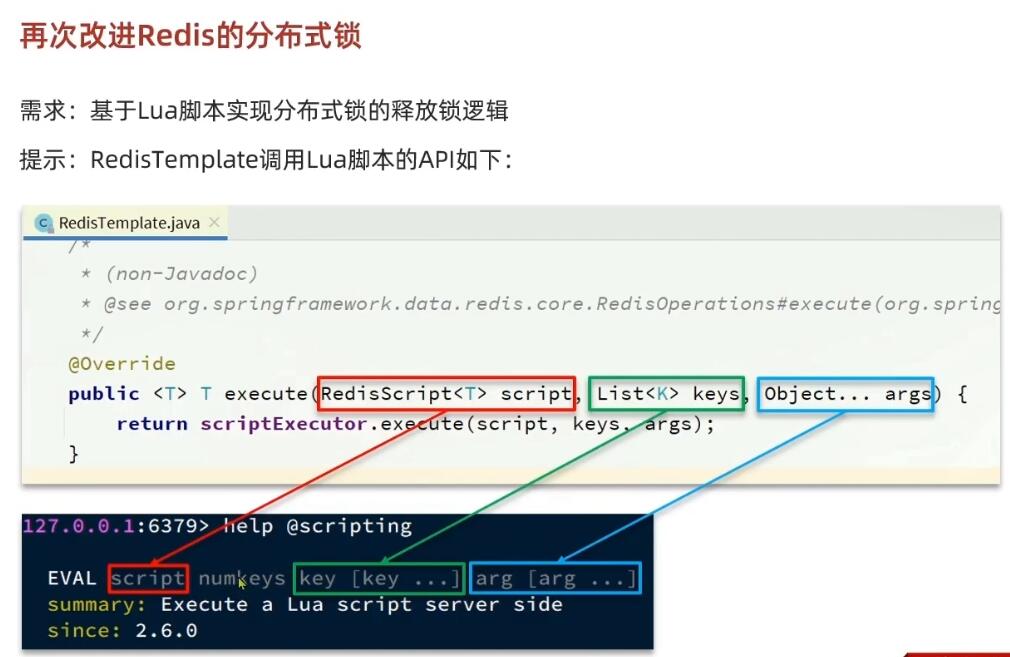 再次改进Redis的分布式锁
需求：基于Lua脚本实现分布式锁的释放锁逻辑
提示：RedisTemplate调用Lua脚本的API如下：
RedisTemplate.java
/*
* (non-Javadoc)
* @see org.springframework.data.redis.core.RedisOperations#execute(org.spring
*/
@Override
public <T> T execute(RedisScript<T> script, List<K> keys, Object... args) {
return scriptExecutor.execute(script, keys, args);
}
127.0.0.1:6379> help @scripting
EVAL script numkeys key [key ...] arg [arg ...]
summary: Execute a Lua script server side
since: 2.6.0